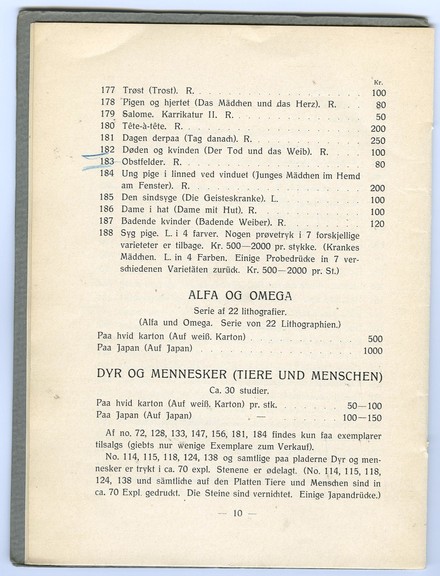 Kr.
177 Trøst (Trost). R. 100
178 Pigen og hjertet (Das Mädchen und das Herz). R. 80
179 Salome. Karrikatur II. R. 50
180 Tête-à-tête. R. 200
181 Dagen derpaa (Tag danach). R. 250
182 Døden og kvinden (Der Tod und das Weib). R. 100
183 Obstfelder. R. 80
184 Ung pige i linned ved vinduet (Junges Mädchen im Hemd
am Fenster). R. 200
185 Den sindsyge (Die Geisteskranke). L. 100
186 Dame i hat (Dame mit Hut). R. 100
187 Badende kvinder (Badende Weiber). R. 120
188 Syg pige. L. i 4 farver. Nogen prøvetryk i 7 forskjellige
varieteter er tilbage. Kr. 500—2000 pr. stykke. (Krankes
Mädchen. L. in 4 Farben. Einige Probedrücke in 7 ver-
schiedenen Varietäten zurück. Kr. 500—2000 pr. St.)
ALFA OG OMEGA
Serie af 22 lithografier.
(Alfa und Omega. Serie von 22 Lithographien.)
Paa hvid karton (Auf weiß. Karton) 500
Paa Japan (Auf Japan) 1000
DYR OG MENNESKER (TIERE UND MENSCHEN)
Ca. 30 studier.
Paa hvid karton (Auf weiß. Karton) pr. stk. 50—100
Paa Japan (Auf Japan) — 100—150
Af no. 72, 128, 133, 147, 156, 181, 184 findes kun faa exemplarer
tilsalgs (giebts nur wenige Exemplare zum Verkauf).
No. 114, 115, 118, 124, 138 og samtlige paa pladerne Dyr og men-
nesker er trykt i ca. 70 expl. Stenene er ødelagt. (No. 114, 115, 118,
124, 138 und sämtliche auf den Platten Tiere und Menschen sind in
ca. 70 Expl. gedruckt. Die Steine sind vernichtet. Einige Japandrücke.)
— 10 —